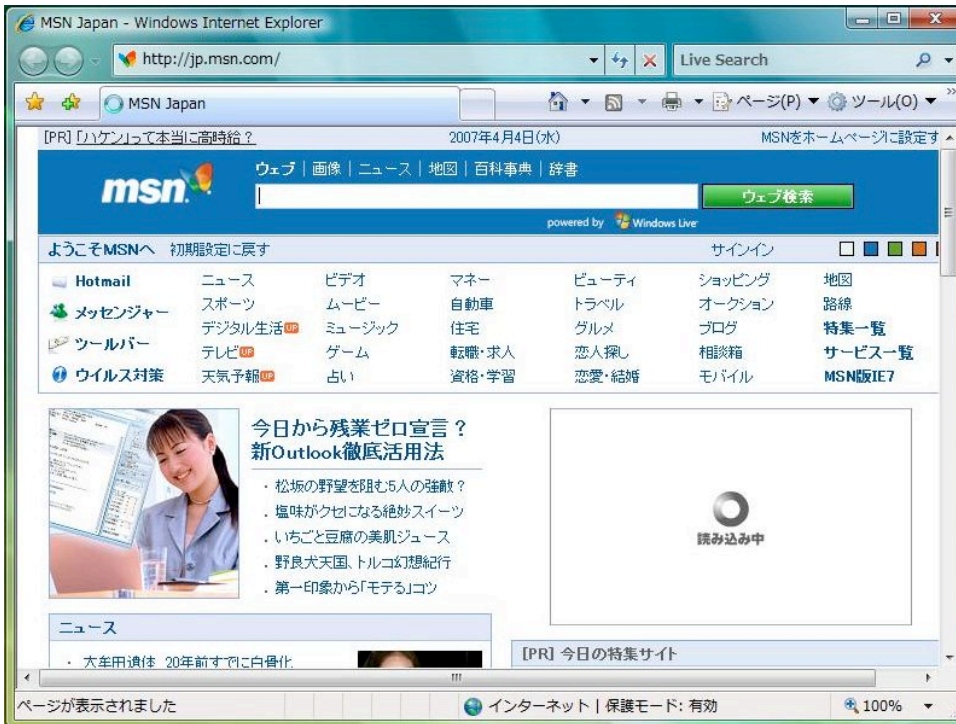 MSN Japan - Windows Internet Explorer
http://jp.msn.com/
Live Search
MSN Japan
ページ(P)
ツール(O)
[PR]「ハケン」って本当に高時給？
2007年4月4日(水)
MSNをホームページに設定す
msn
ウェブ | 画像 | ニュース | 地図 | 百科事典 | 辞書
ウェブ検索
powered by Windows Live
ようこそMSNへ 初期設定に戻す
サインイン
Hotmail ニュース ビデオ マネー ビューティ ショッピング 地図
メッセンジャー スポーツ ムービー 自動車 トラベル オークション 路線
デジタル生活UP ミュージック 住宅 グルメ ブログ 特集一覧
ツールバー テレビUP ゲーム 転職・求人 恋人探し 相談箱 サービス一覧
ウイルス対策 天気予報UP 占い 資格・学習 恋愛・結婚 モバイル MSN版IE7
今日から残業ゼロ宣言？
新Outlook徹底活用法
・松坂の野望を阻む5人の強敵？
・塩味がクセになる絶妙スイーツ
・いちごと豆腐の美肌ジュース
・野良犬天国、トルコ幻想紀行
・第一印象から「モテる」コツ
読み込み中
ニュース
・大牟田遺体 20年前すでに白骨化
[PR] 今日の特集サイト
ページが表示されました
インターネット | 保護モード: 有効
100%